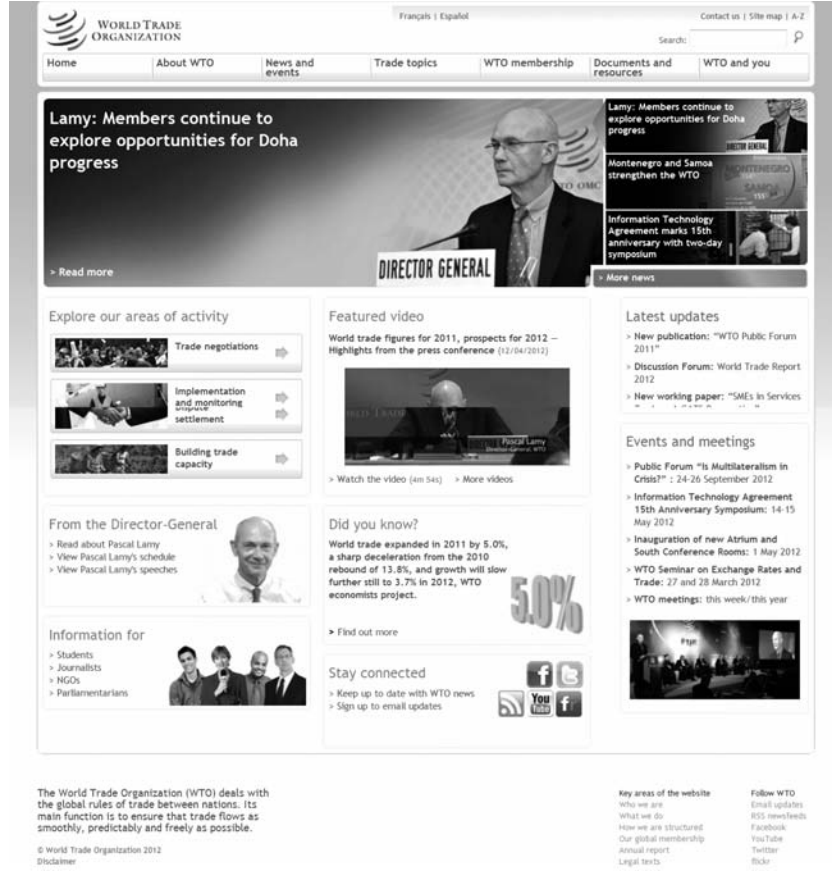 WORLD TRADE
ORGANIZATION
Français | Español
Contact us | Site map | A-Z
Search:
Home
About WTO
News and
events
Trade topics
WTO membership
Documents and
resources
WTO and you
Lamy: Members continue to
explore opportunities for Doha
progress
> Read more
DIRECTOR GENERAL
Lamy: Members continue to
explore opportunities for Doha
progress
DIRECTOR GENERAL
Montenegro and Samoa
strengthen the WTO
MONTENEGRO
SAMOA
Information Technology
Agreement marks 15th
anniversary with two-day
symposium
> More news
Explore our areas of activity
Trade negotiations
Implementation
and monitoring
Dispute
settlement
Building trade
capacity
Featured video
World trade figures for 2011, prospects for 2012 —
Highlights from the press conference (12/04/2012)
Pascal Lamy
Director-General, WTO
> Watch the video (4m 54s) > More videos
Latest updates
> New publication: "WTO Public Forum
2011"
> Discussion Forum: World Trade Report
2012
> New working paper: "SMEs in Services
Events and meetings
> Public Forum "Is Multilateralism in
Crisis?" : 24-26 September 2012
> Information Technology Agreement
15th Anniversary Symposium: 14-15
May 2012
> Inauguration of new Atrium and
South Conference Rooms: 1 May 2012
> WTO Seminar on Exchange Rates and
Trade: 27 and 28 March 2012
> WTO meetings: this week/this year
From the Director-General
> Read about Pascal Lamy
> View Pascal Lamy's schedule
> View Pascal Lamy's speeches
Did you know?
World trade expanded in 2011 by 5.0%,
a sharp deceleration from the 2010
rebound of 13.8%, and growth will slow
further still to 3.7% in 2012, WTO
economists project.
5.0%
> Find out more
Information for
> Students
> Journalists
> NGOs
> Parliamentarians
Stay connected
> Keep up to date with WTO news
> Sign up to email updates
You
Tube
The World Trade Organization (WTO) deals with
the global rules of trade between nations. Its
main function is to ensure that trade flows as
smoothly, predictably and freely as possible.
© World Trade Organization 2012
Disclaimer
Key areas of the website
Who we are
What we do
How we are structured
Our global membership
Annual report
Legal texts
Follow WTO
Email updates
RSS newsfeeds
Facebook
YouTube
Twitter
flickr